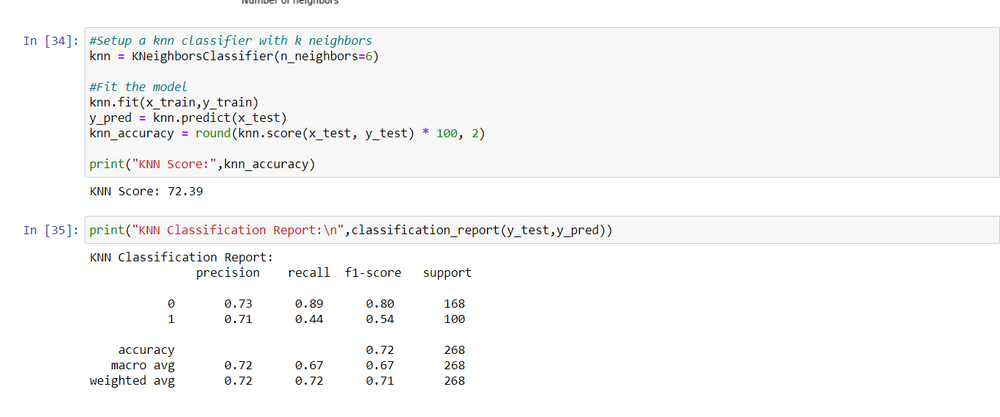 Number of neighbors
In [34]: #Setup a knn classifier with k neighbors
knn = KNeighborsClassifier(n_neighbors=6)
#Fit the model
knn.fit(x_train,y_train)
y_pred = knn.predict(x_test)
knn_accuracy = round(knn.score(x_test, y_test) * 100, 2)
print("KNN Score:",knn_accuracy)
KNN Score: 72.39
In [35]: print("KNN Classification Report:\n",classification_report(y_test,y_pred))
KNN Classification Report:
precision recall f1-score support
0 0.73 0.89 0.80 168
1 0.71 0.44 0.54 100
accuracy 0.72 268
macro avg 0.72 0.67 0.67 268
weighted avg 0.72 0.72 0.71 268